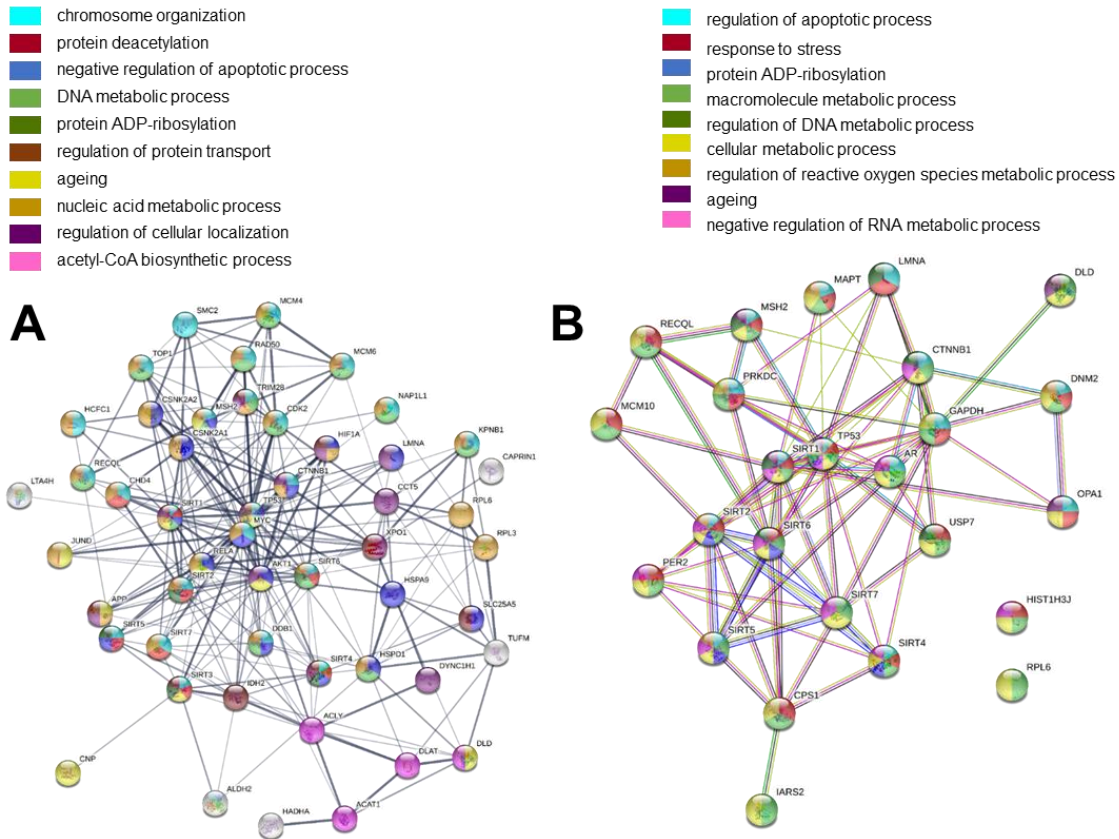 chromosome organization
protein deacetylation
negative regulation of apoptotic process
DNA metabolic process
protein ADP-ribosylation
regulation of protein transport
ageing
nucleic acid metabolic process
regulation of cellular localization
acetyl-CoA biosynthetic process
regulation of apoptotic process
response to stress
protein ADP-ribosylation
macromolecule metabolic process
regulation of DNA metabolic process
cellular metabolic process
regulation of reactive oxygen species metabolic process
ageing
negative regulation of RNA metabolic process
A
SMC2
MCM4
TOP1
RAD50
MCM6
TRIM28
CSNK2A2
MSH2
CDK2
NAP1L1
HCFC1
CSNK2A1
HIF1A
LMNA
KPNB1
CAPRIN1
RECQL
CHD4
CTNNB1
LTA4H
CCT5
SIRT1
TP53
RPL6
MYC
JUND
RELA
XPO1
RPL3
SIRT2
AKT1
SIRT6
HSPA9
APP
SLC25A5
SIRT5
SIRT7
DDB1
TUFM
SIRT4
HSPD1
DYNC1H1
SIRT3
IDH2
ACLY
DLAT
DLD
CNP
ALDH2
HADHA
ACAT1
B
LMNA
MAPT
DLD
MSH2
RECQL
CTNNB1
PRKDC
DNM2
MCM10
GAPDH
TP53
SIRT1
AR
OPA1
SIRT2
SIRT6
USP7
PER2
SIRT7
HIST1H3J
SIRT5
SIRT4
RPL6
CPS1
IARS2